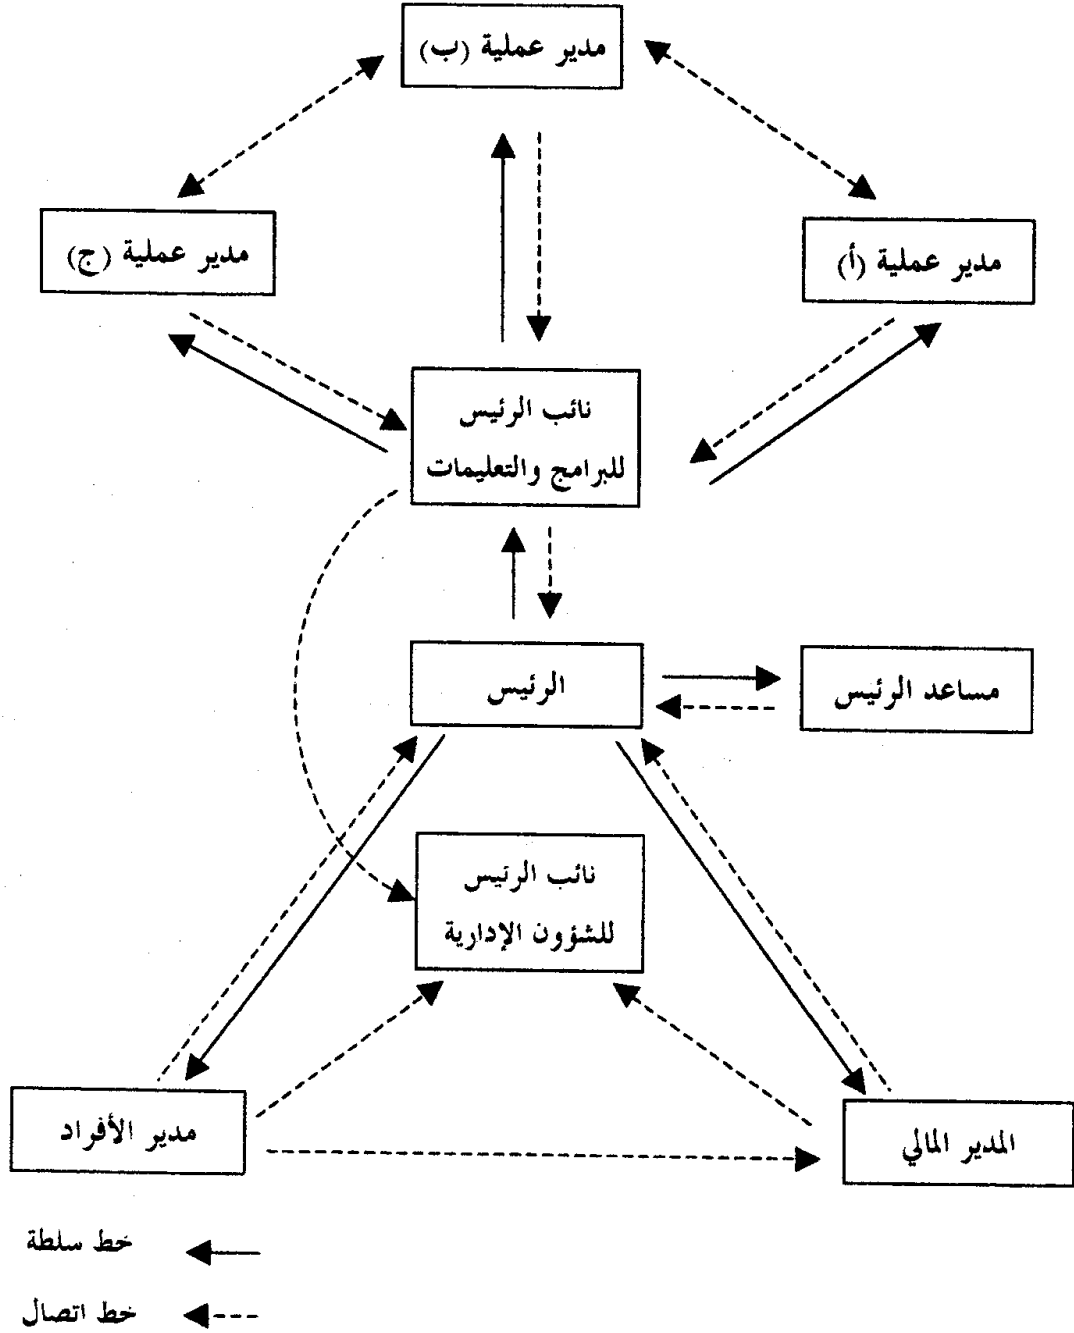 مدير عملية (ب)
مدير عملية (أ)
مدير عملية (ج)
نائب الرئيس
للبرامج والتعليمات
الرئيس
مساعد الرئيس
نائب الرئيس
للشؤون الإدارية
المدير المالي
مدير الأفراد
خط سلطة
خط اتصال